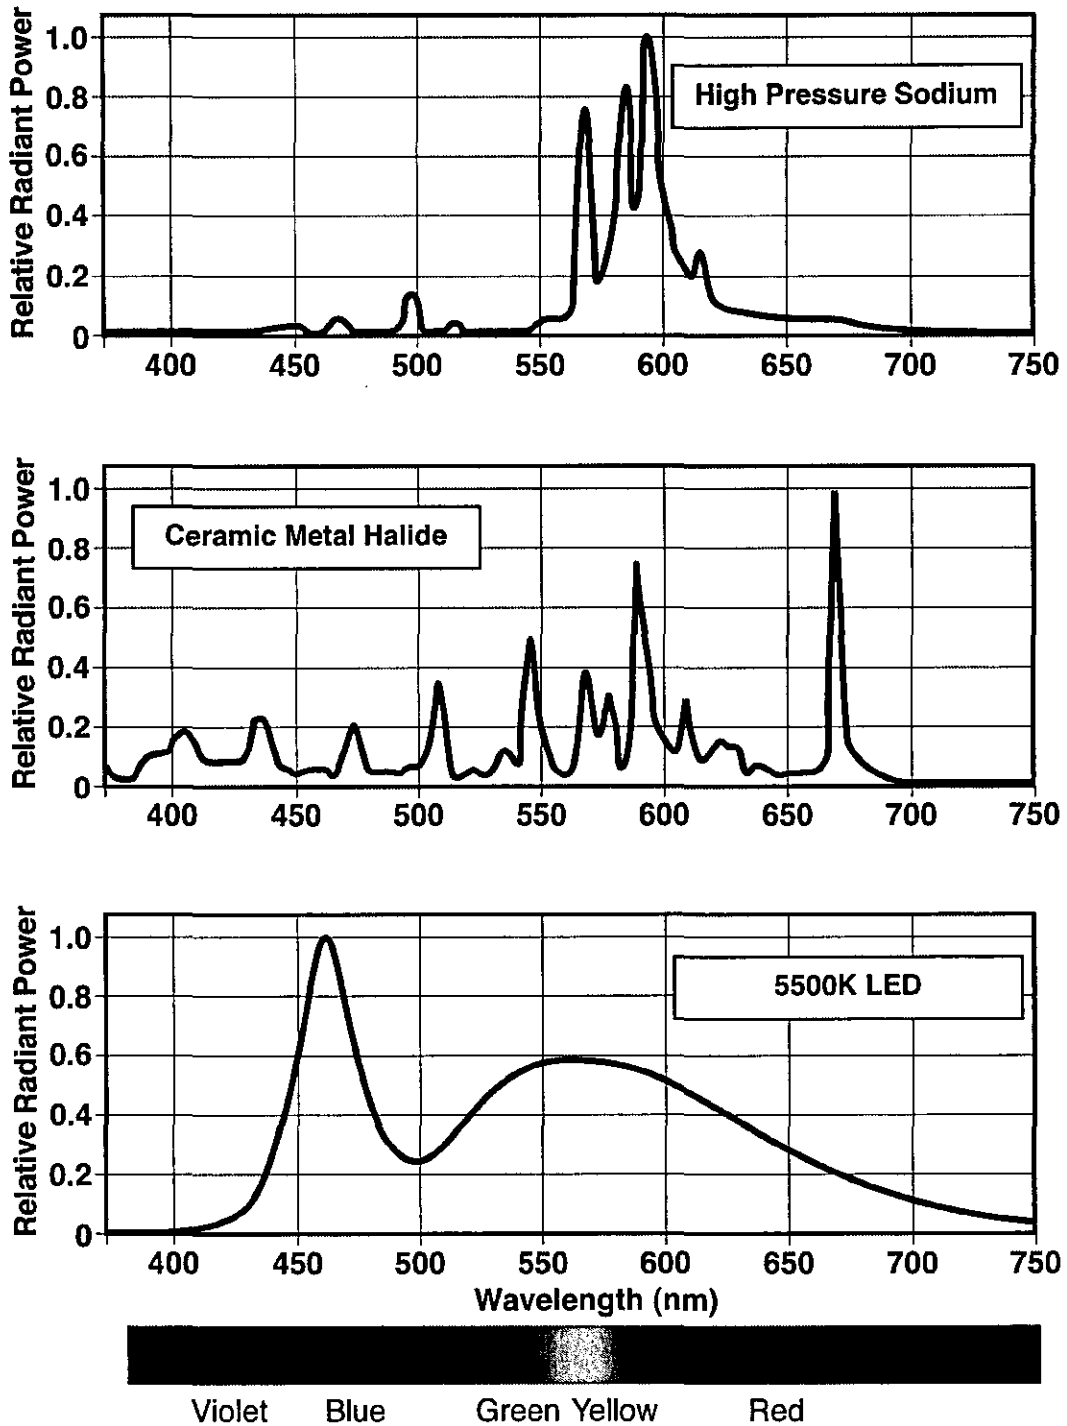 Relative Radiant Power
1.0
0.8
0.6
0.4
0.2
0
High Pressure Sodium
400 450 500 550 600 650 700 750
Relative Radiant Power
1.0
0.8
0.6
0.4
0.2
0
Ceramic Metal Halide
400 450 500 550 600 650 700 750
Relative Radiant Power
1.0
0.8
0.6
0.4
0.2
0
5500K LED
400 450 500 550 600 650 700 750
Wavelength (nm)
Violet Blue Green Yellow Red